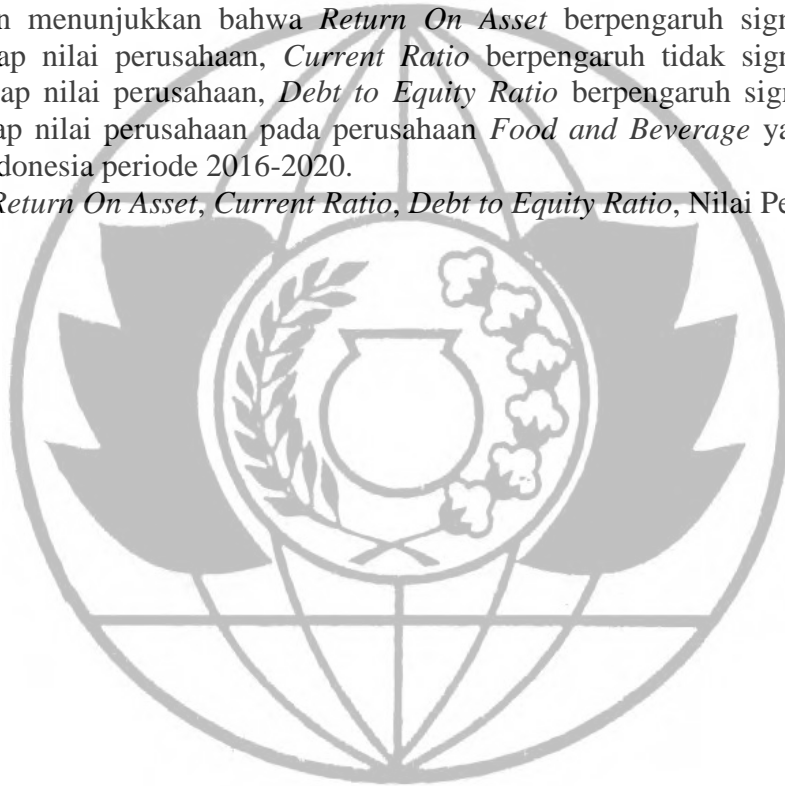 n menunjukkan bahwa Return On Asset berpengaruh sign
ap nilai perusahaan, Current Ratio berpengaruh tidak sign
ap nilai perusahaan, Debt to Equity Ratio berpengaruh sign
ap nilai perusahaan pada perusahaan Food and Beverage ya
donesia periode 2016-2020.
Return On Asset, Current Ratio, Debt to Equity Ratio, Nilai Pe